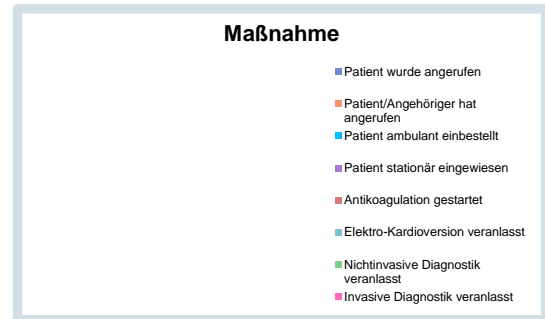 Maßnahme
Patient wurde angerufen
Patient/Angehöriger hat
angerufen
Patient ambulant einbestellt
Patient stationär eingewiesen
Antikoagulation gestartet
Elektro-Kardioversion veranlasst
Nichtinvasive Diagnostik
veranlasst
Invasive Diagnostik veranlasst